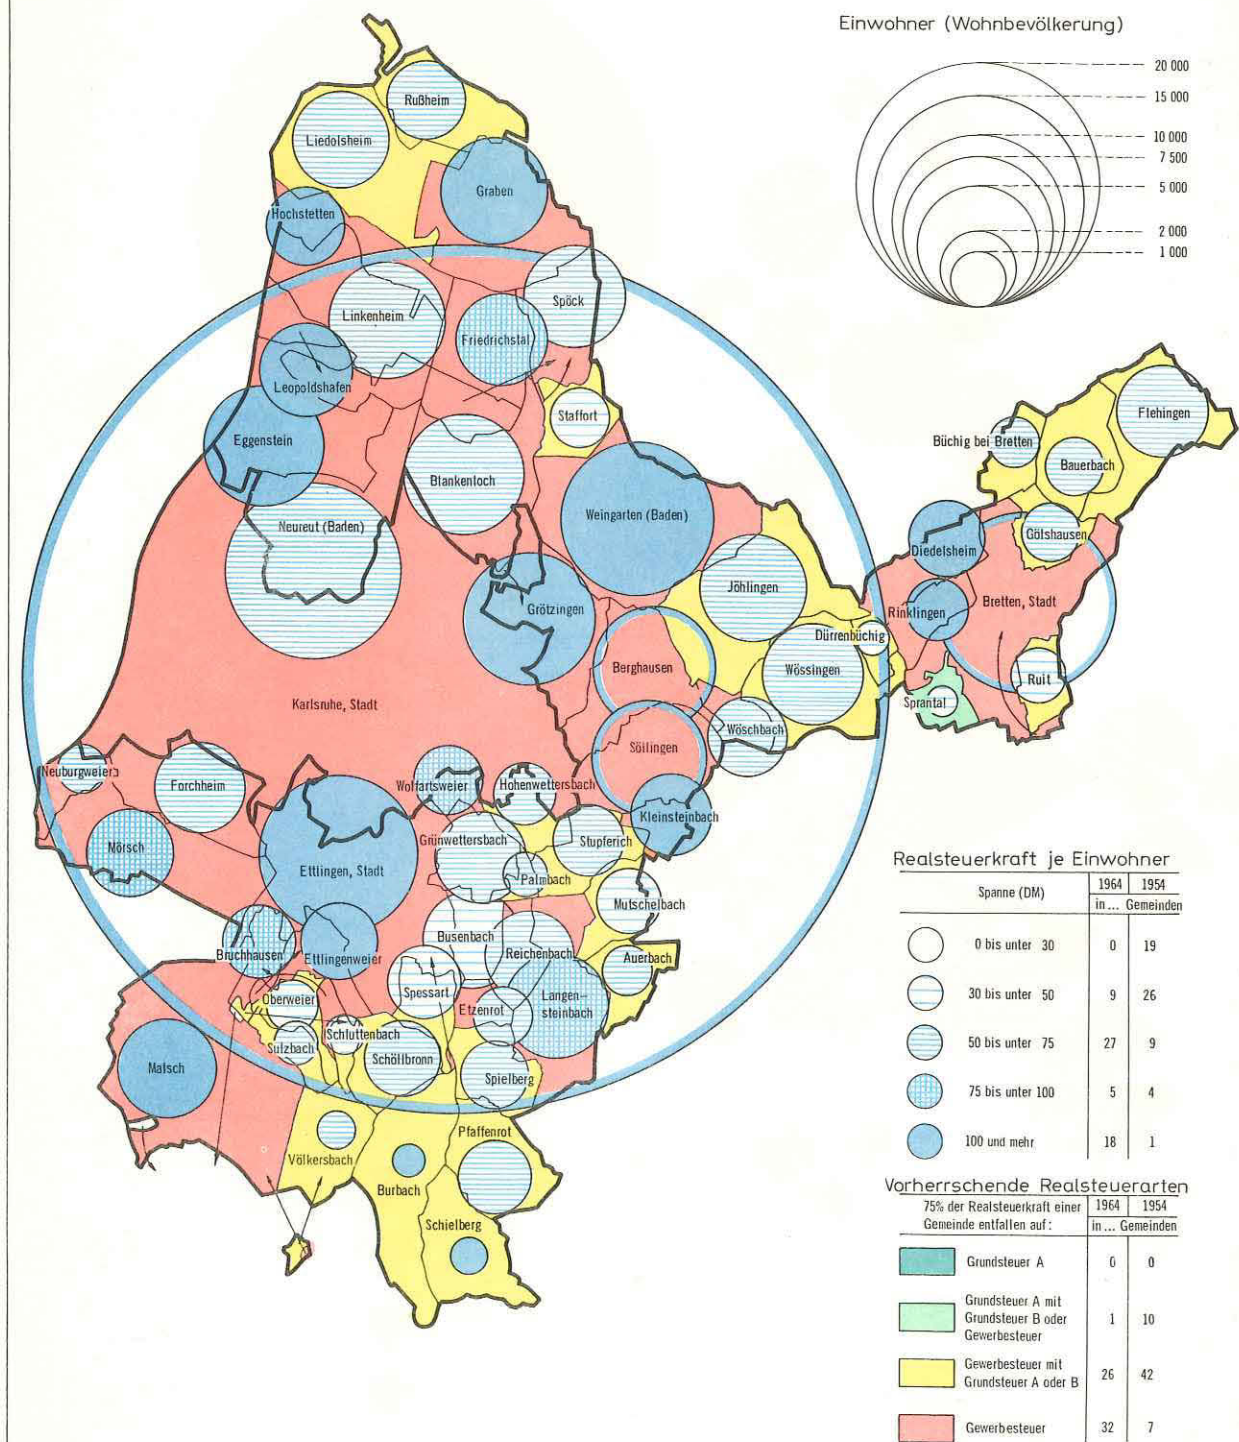 Einwohner (Wohnbevölkerung)
20 000
15 000
10 000
7 500
5 000
2 000
1 000
Rußheim
Liedolsheim
Graben
Hochstetten
Spöck
Linkenheim
Friedrichstal
Leopoldshafen
Staffort
Flehingen
Büchig bei Bretten
Bauerbach
Eggenstein
Blankenloch
Weingarten (Baden)
Neureut (Baden)
Gölshausen
Diedelsheim
Jöhlingen
Grötzingen
Rinklingen
Bretten, Stadt
Dürrenbüchig
Berghausen
Wössingen
Ruit
Karlsruhe, Stadt
Sprantal
Wöschbach
Söllingen
Neuburgweier
Forchheim
Wolfartsweier
Hohenwettersbach
Kleinsteinbach
Mörsch
Grünwettersbach
Stupferich
Ettlingen, Stadt
Palmbach
Mutschelbach
Busenbach
Bruchhausen
Ettlingenweier
Reichenbach
Auerbach
Oberweier
Spessart
Langen-
steinbach
Etzenrot
Schluttenbach
Sulzbach
Schöllbronn
Malsch
Spielberg
Pfaffenrot
Völkersbach
Burbach
Schielberg
Realsteuerkraft je Einwohner
Spanne (DM) 1964 1954
in ... Gemeinden
0 bis unter 30 0 19
30 bis unter 50 9 26
50 bis unter 75 27 9
75 bis unter 100 5 4
100 und mehr 18 1
Vorherrschende Realsteuerarten
75% der Realsteuerkraft einer 1964 1954
Gemeinde entfallen auf: in ... Gemeinden
Grundsteuer A 0 0
Grundsteuer A mit
Grundsteuer B oder 1 10
Gewerbesteuer
Gewerbesteuer mit 26 42
Grundsteuer A oder B
Gewerbesteuer 32 7